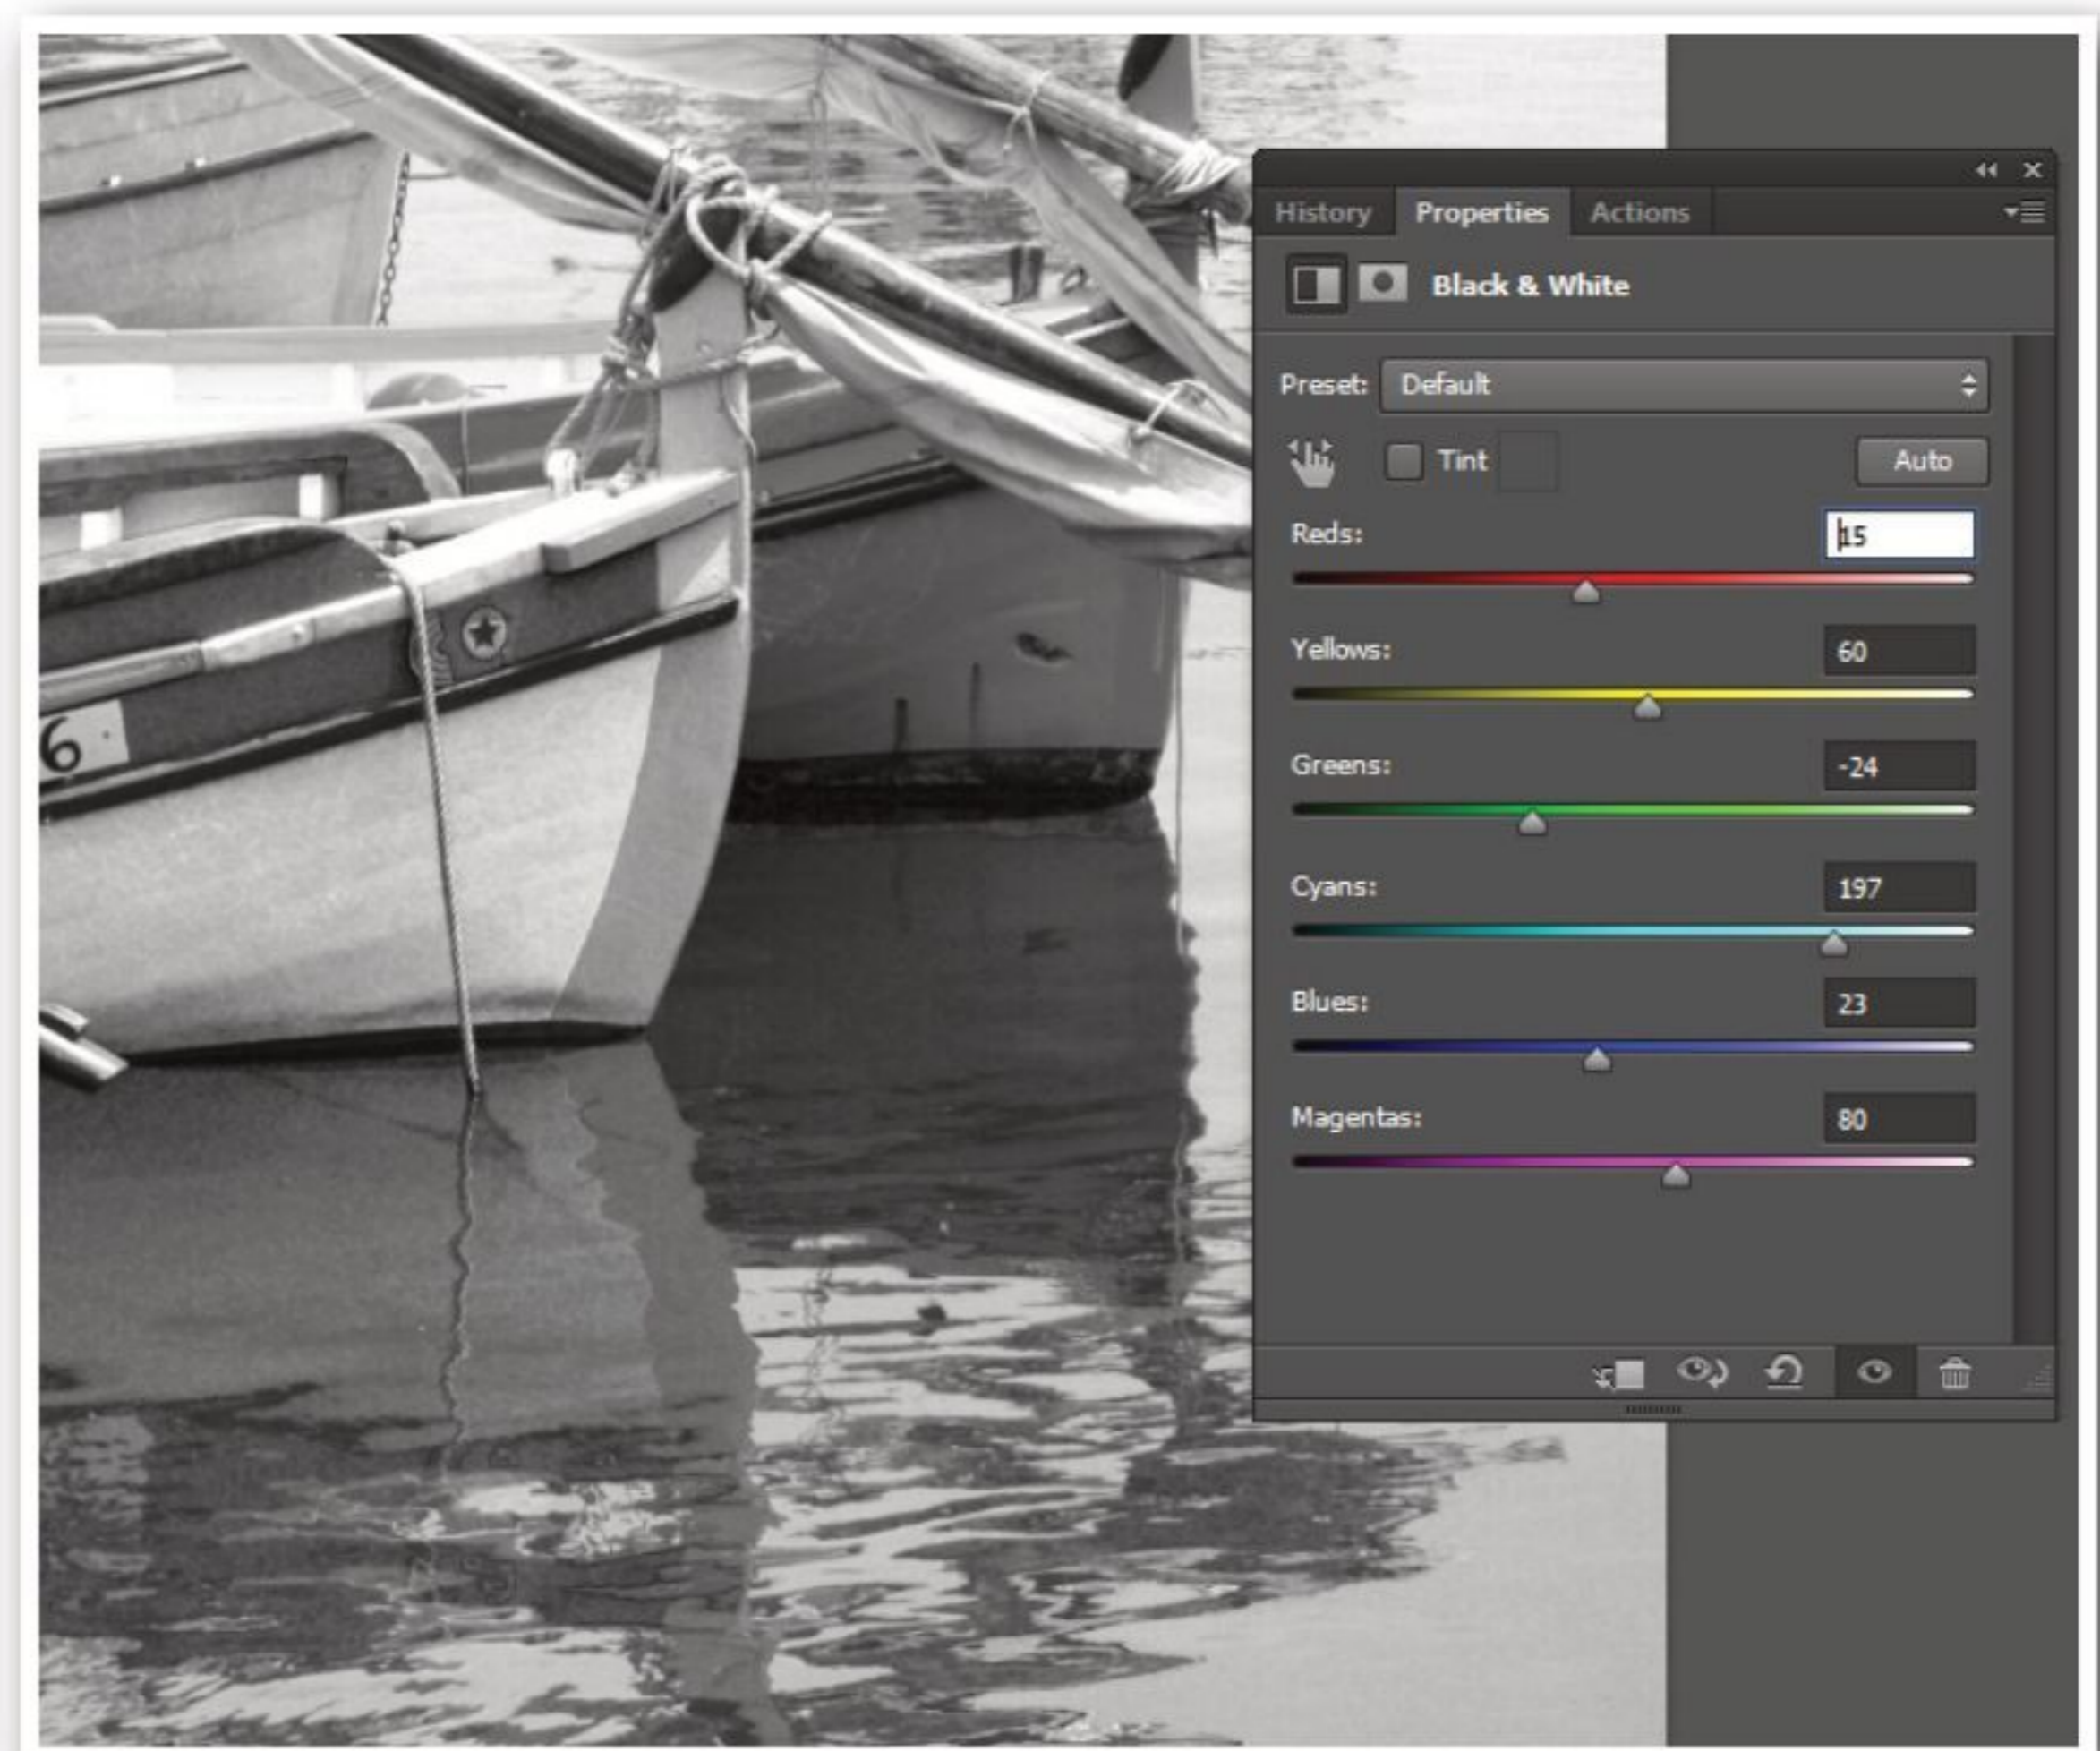 History Properties Actions
Black & White
Preset: Default
Tint Auto
Reds: 15
Yellows: 60
Greens: -24
Cyans: 197
Blues: 23
Magentas: 80
6